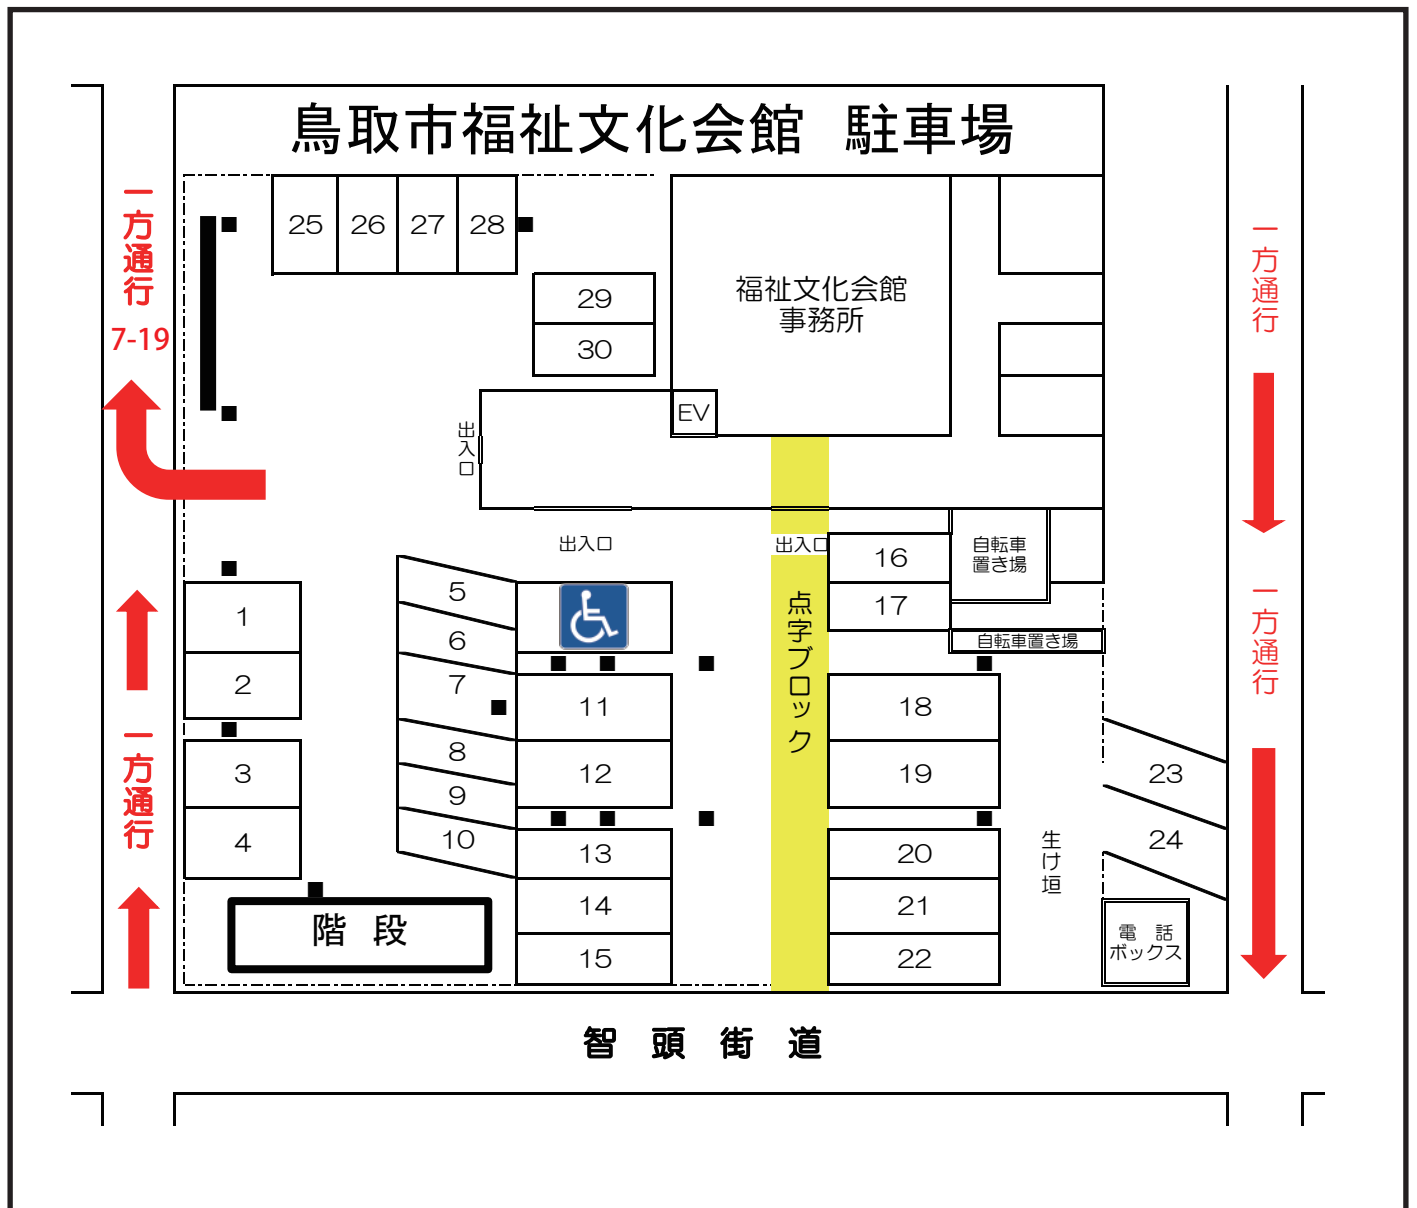 鳥取市福祉文化会館 駐車場
一方通行
7-19
25 26 27 28
29
30
福祉文化会館
事務所
EV
出入口
一方通行
出入口
出入口
16
17
自転車
置き場
自転車置き場
点字ブロック
1
2
3
4
5
6
7
8
9
10
11
12
13
14
15
18
19
20
21
22
23
24
生け垣
一方通行
一方通行
階 段
電 話
ボックス
智 頭 街 道